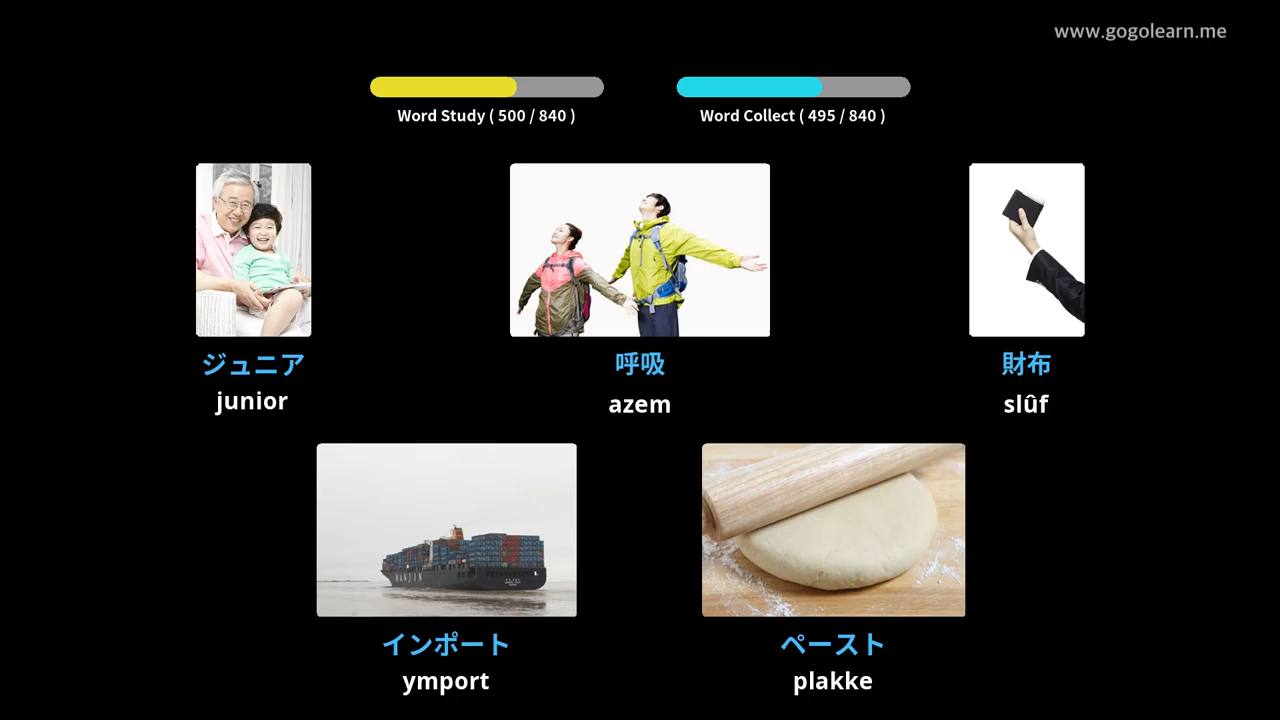 www.gogolearn.me
Word Study ( 500 / 840 )
Word Collect ( 495 / 840 )
ジュニア
junior
呼吸
azem
財布
slûf
インポート
ymport
ペースト
plakke